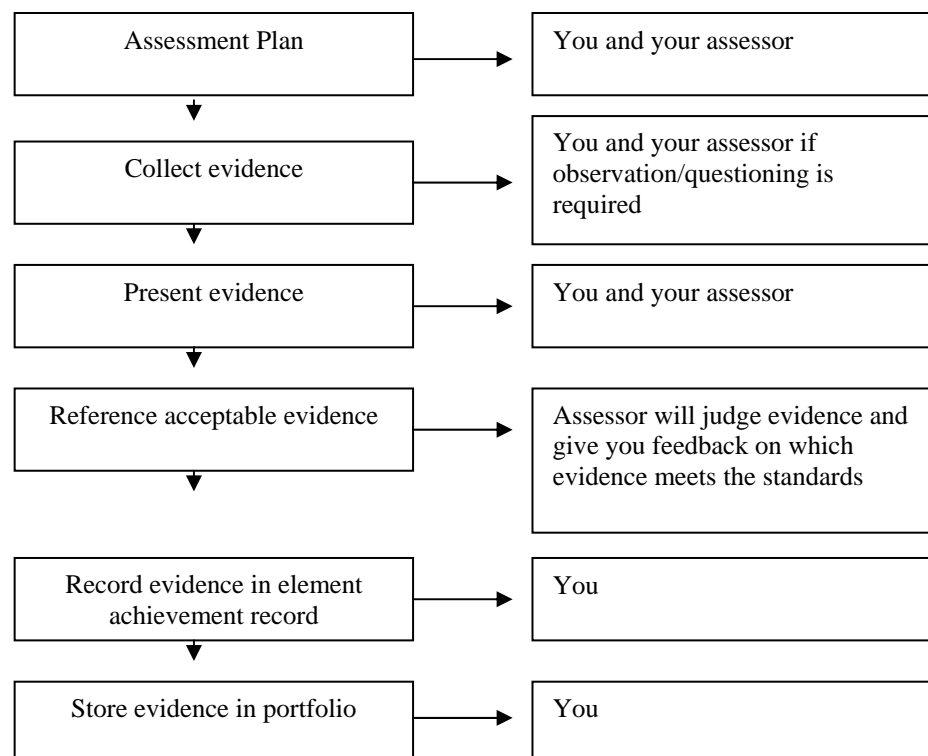 Assessment Plan
You and your assessor
Collect evidence
You and your assessor if
observation/questioning is
required
Present evidence
You and your assessor
Reference acceptable evidence
Assessor will judge evidence and
give you feedback on which
evidence meets the standards
Record evidence in element
achievement record
You
Store evidence in portfolio
You